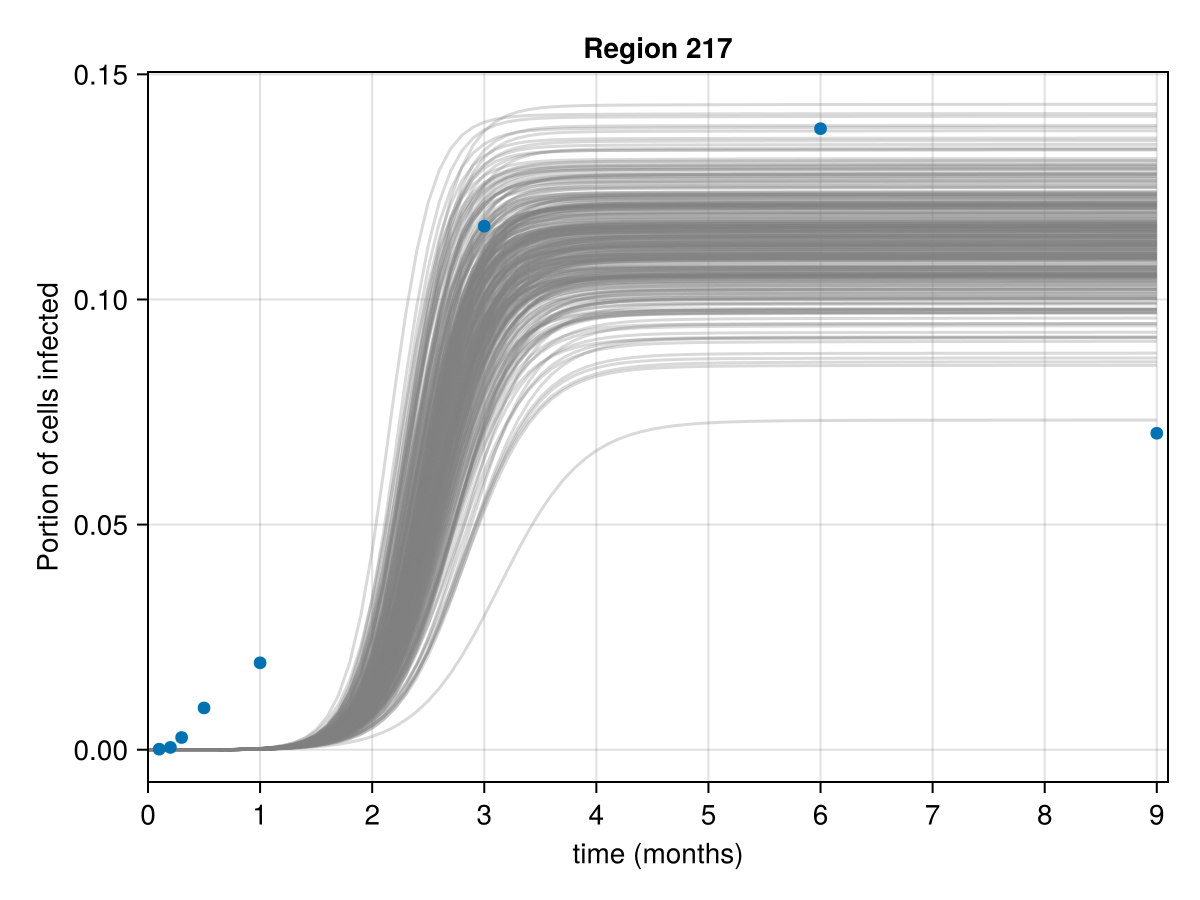 Region 217
0.15
0.10
0.05
0.00
Portion of cells infected
0 1 2 3 4 5 6 7 8 9
time (months)